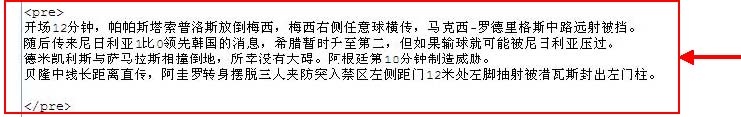 <pre>
开场12分钟，帕帕斯塔索普洛斯放倒梅西，梅西右侧任意球横传，马克西-罗德里格斯中路远射被挡。
随后传来尼日利亚1比0领先韩国的消息，希腊暂时升至第二，但如果输球就可能被尼日利亚压过。
德米凯利斯与萨马拉斯相撞倒地，所幸没有大碍。阿根廷第18分钟制造威胁。
贝隆中线长距离直传，阿圭罗转身摆脱三人夹防突入禁区左侧距门12米处左脚抽射被措瓦斯封出左门柱。
</pre>